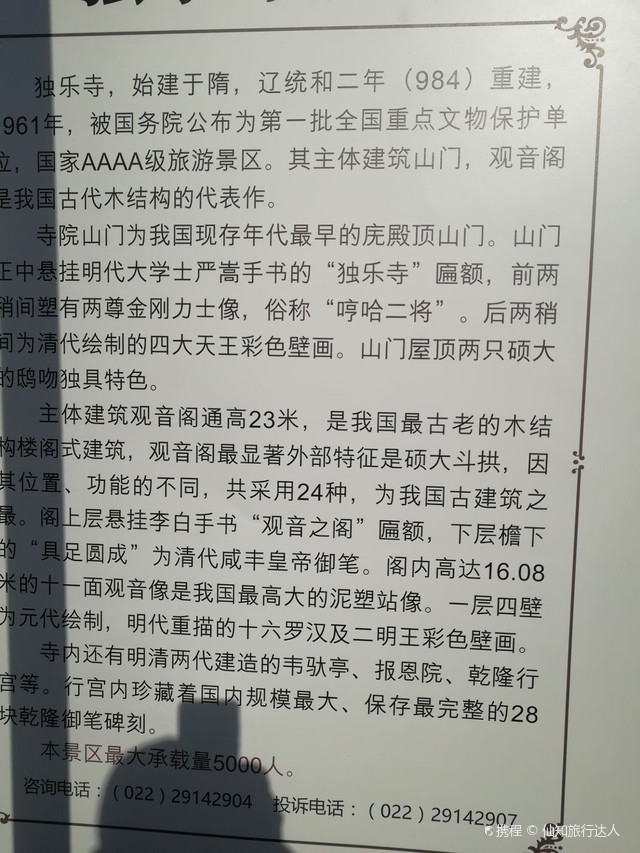 独乐寺，始建于隋，辽统和二年（984）重建，
961年，被国务院公布为第一批全国重点文物保护单
位，国家AAAA级旅游景区。其主体建筑山门，观音阁
是我国古代木结构的代表作。
寺院山门为我国现存年代最早的庑殿顶山门。山门
正中悬挂明代大学士严嵩手书的“独乐寺”匾额，前两
稍间塑有两尊金刚力士像，俗称“哼哈二将”。后两稍
间为清代绘制的四大天王彩色壁画。山门屋顶两只硕大
的鸱吻独具特色。
主体建筑观音阁通高23米，是我国最古老的木结
构楼阁式建筑，观音阁最显著外部特征是硕大斗拱，因
其位置、功能的不同，共采用24种，为我国古建筑之
最。阁上层悬挂李白手书“观音之阁”匾额，下层檐下
的“具足圆成”为清代咸丰皇帝御笔。阁内高达16.08
米的十一面观音像是我国最高大的泥塑站像。一层四壁
为元代绘制，明代重描的十六罗汉及二明王彩色壁画。
寺内还有明清两代建造的韦驮亭、报恩院、乾隆行
宫等。行宫内珍藏着国内规模最大、保存最完整的28
块乾隆御笔碑刻。
本景区最大承载量5000人。
咨询电话：（022）29142904 投诉电话：（022）29142907
携程 © 仙知旅行达人